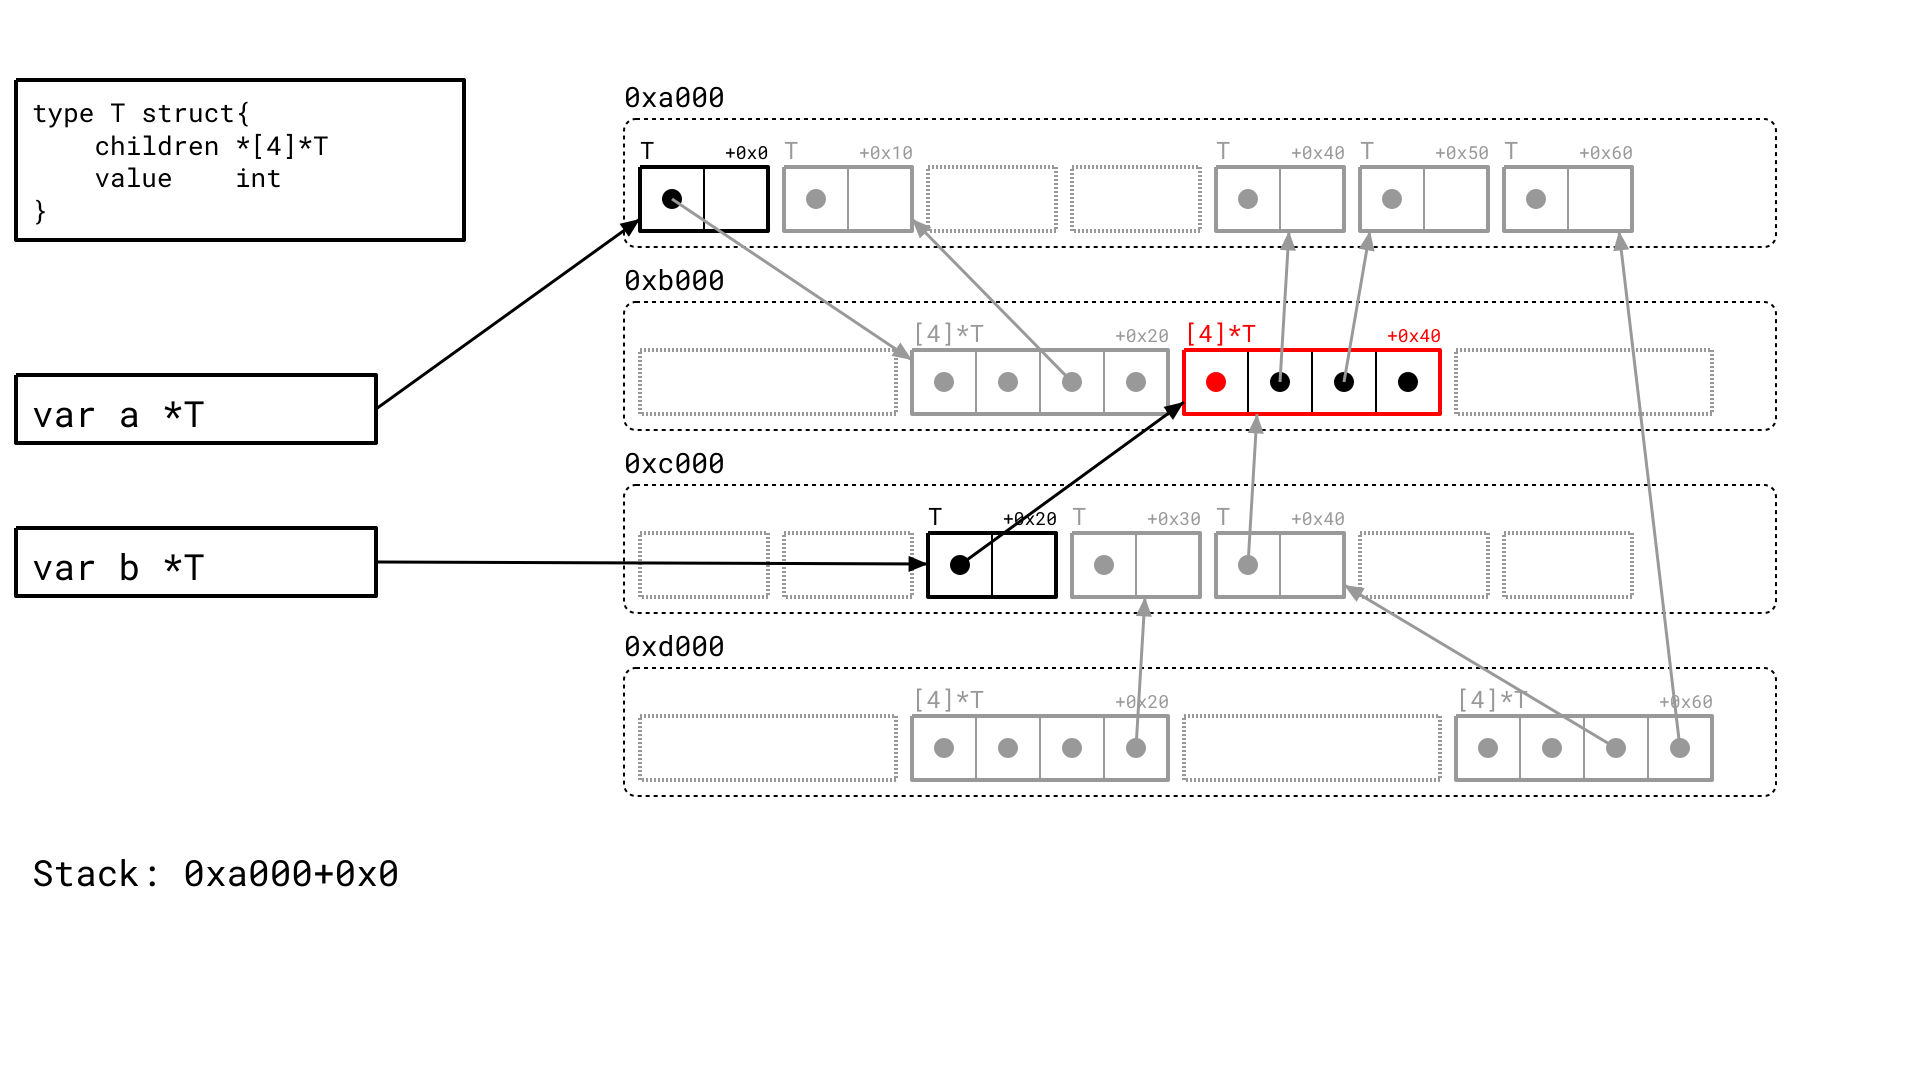 type T struct{
    children *[4]*T
    value    int
}
var a *T
var b *T
0xa000
T +0x0 T +0x10 T +0x40 T +0x50 T +0x60
0xb000
[4]*T +0x20 [4]*T +0x40
0xc000
T +0x20 T +0x30 T +0x40
0xd000
[4]*T +0x20 [4]*T +0x60
Stack: 0xa000+0x0